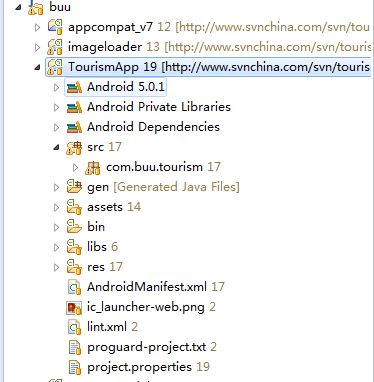 buu
appcompat_v7 12 [http://www.svnchina.com/svn/tou
imageloader 13 [http://www.svnchina.com/svn/touris
TourismApp 19 [http://www.svnchina.com/svn/touris
Android 5.0.1
Android Private Libraries
Android Dependencies
src 17
com.buu.tourism 17
gen [Generated Java Files]
assets 14
bin
libs 6
res 17
AndroidManifest.xml 17
ic_launcher-web.png 2
lint.xml 2
proguard-project.txt 2
project.properties 19